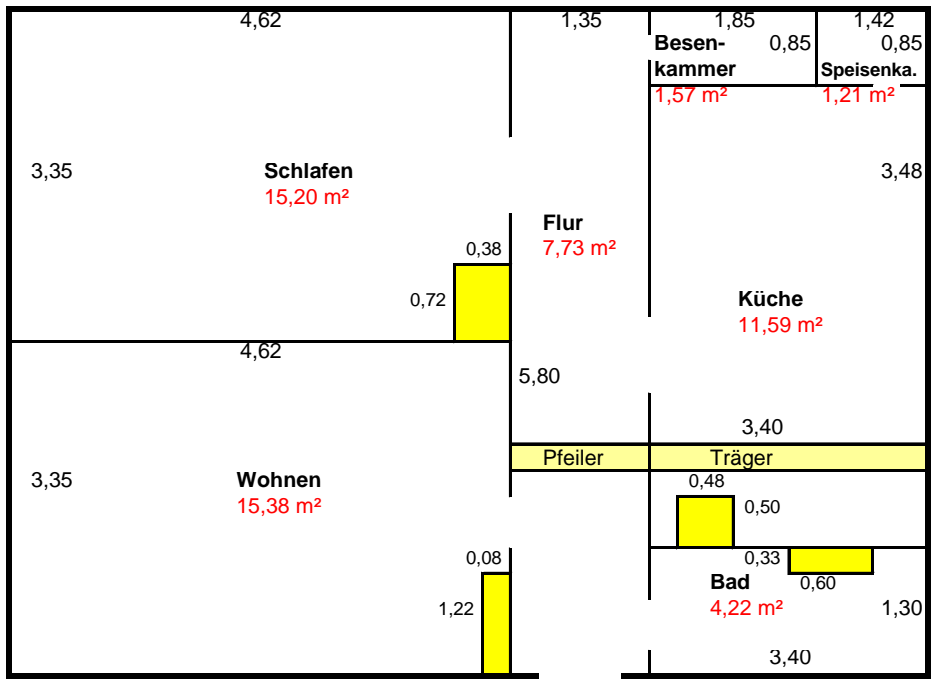 4,62 1,35 1,85 1,42
Besen- 0,85 0,85
kammer Speisenka.
1,57 m² 1,21 m²
3,35 Schlafen 3,48
15,20 m²
Flur
0,38 7,73 m²
0,72 Küche
11,59 m²
4,62
5,80
3,40
Pfeiler Träger
3,35 Wohnen 0,48
15,38 m² 0,50
0,08 0,33
Bad 0,60
1,22 4,22 m² 1,30
3,40